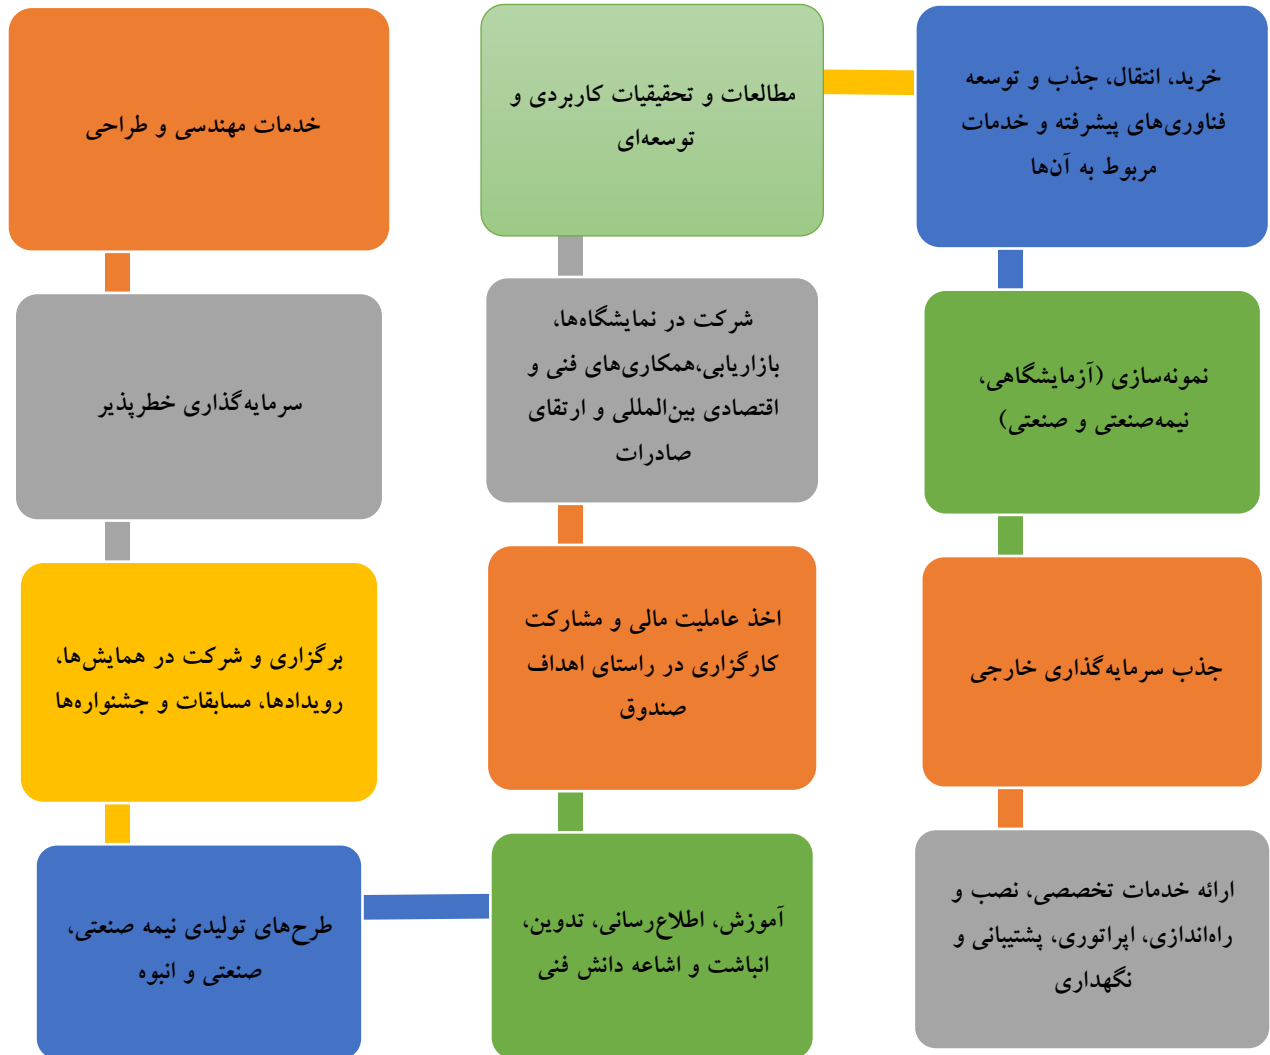 خدمات مهندسی و طراحی
سرمایه‌گذاری خطرپذیر
برگزاری و شرکت در همایش‌ها،
رویدادها، مسابقات و جشنواره‌ها
طرح‌های تولیدی نیمه صنعتی،
صنعتی و انبوه
آموزش، اطلاع‌رسانی، تدوین،
انباشت و اشاعه دانش فنی
اخذ عاملیت مالی و مشارکت
کارگزاری در راستای اهداف
صندوق
شرکت در نمایشگاه‌ها،
بازاریابی،همکاری‌های فنی و
اقتصادی بین‌المللی و ارتقای
صادرات
مطالعات و تحقیقیات کاربردی و
توسعه‌ای
خرید، انتقال، جذب و توسعه
فناوری‌های پیشرفته و خدمات
مربوط به آن‌ها
نمونه‌سازی (آزمایشگاهی،
نیمه‌صنعتی و صنعتی)
جذب سرمایه‌گذاری خارجی
ارائه خدمات تخصصی، نصب و
راه‌اندازی، اپراتوری، پشتیبانی و
نگهداری